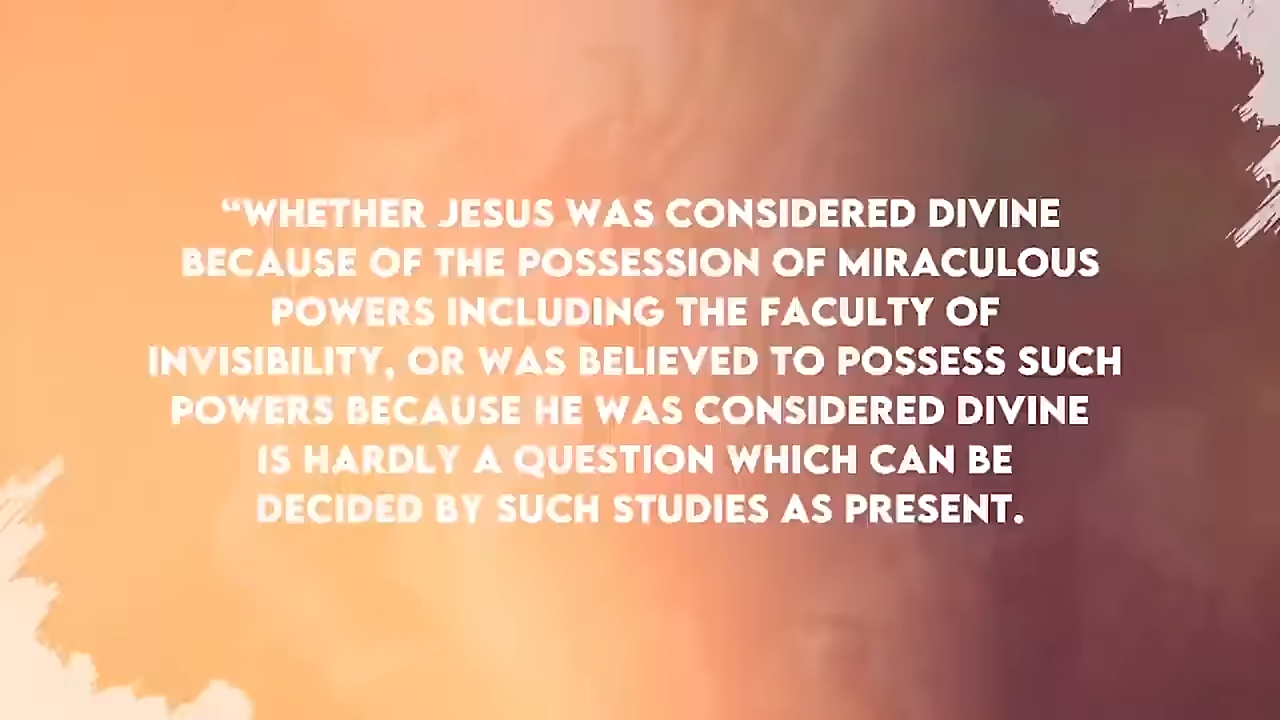 “WHETHER JESUS WAS CONSIDERED DIVINE
BECAUSE OF THE POSSESSION OF MIRACULOUS
POWERS INCLUDING THE FACULTY OF
INVISIBILITY, OR WAS BELIEVED TO POSSESS SUCH
POWERS BECAUSE HE WAS CONSIDERED DIVINE
IS HARDLY A QUESTION WHICH CAN BE
DECIDED BY SUCH STUDIES AS PRESENT.